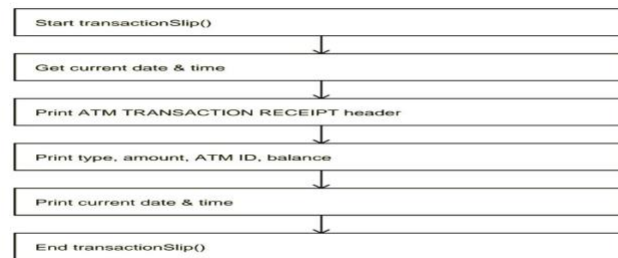 Start transactionSlip()
Get current date & time
Print ATM TRANSACTION RECEIPT header
Print type, amount, ATM ID, balance
Print current date & time
End transactionSlip()